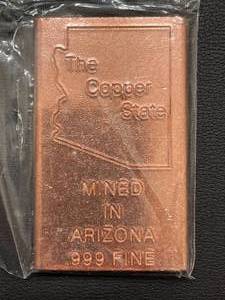 The
Copper
State
MINED
IN
ARIZONA
999 FINE